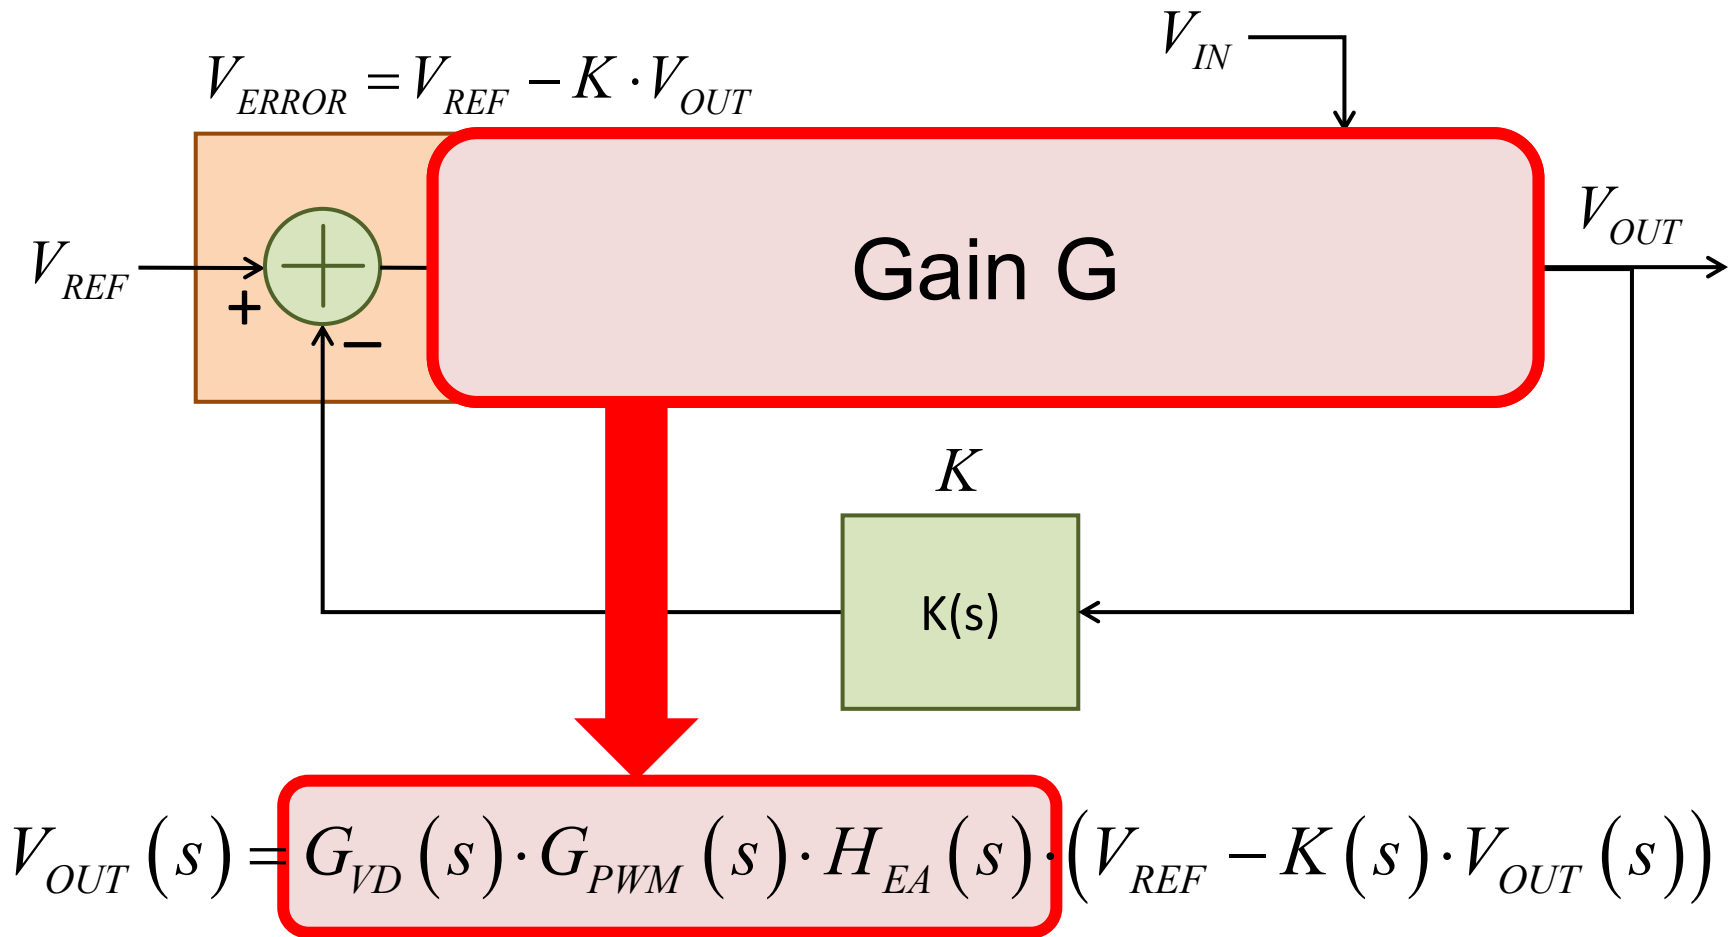 V_IN
V_ERROR = V_REF − K · V_OUT
V_OUT
V_REF
Gain G
+
−
K
K(s)
V_OUT (s) = G_VD (s) · G_PWM (s) · H_EA (s) · (V_REF − K (s) · V_OUT (s))